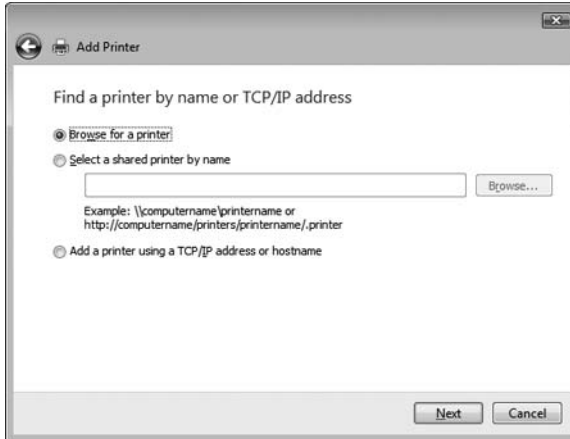 Add Printer
Find a printer by name or TCP/IP address
Browse for a printer
Select a shared printer by name
Browse...
Example: \\computername\printername or
http://computername/printers/printername/.printer
Add a printer using a TCP/IP address or hostname
Next Cancel